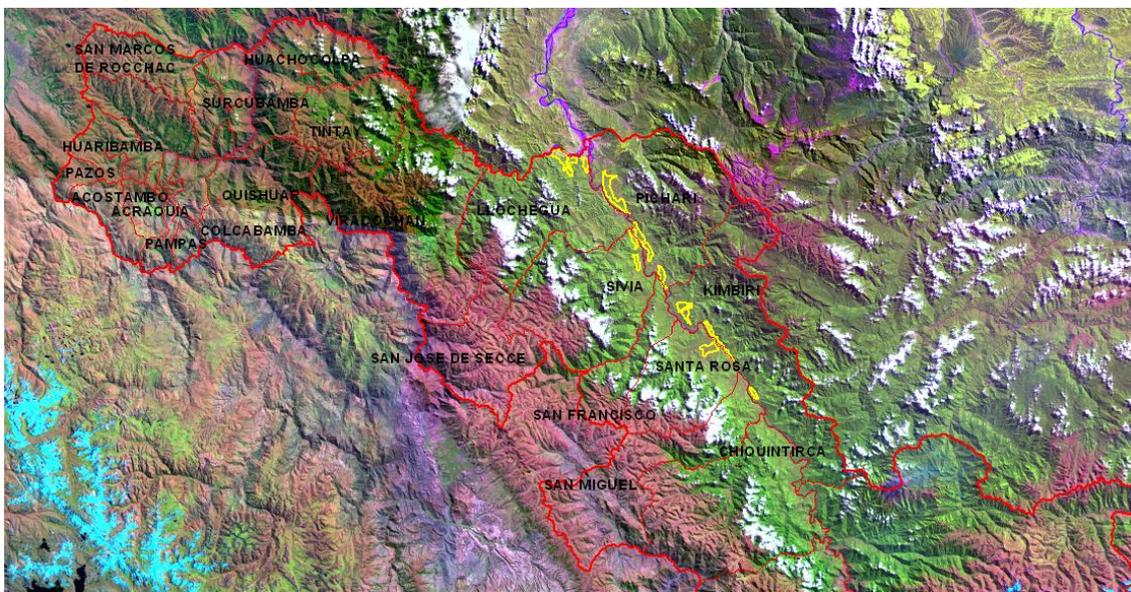 SAN MARCOS
DE ROCCHAC
HUACHOCOLPA
SURCUBAMBA
TINTAY
HUARIBAMBA
PAZOS
ACOSTAMBO
QUISHUAR
ACRAQUIA
COLCABAMBA
PAMPAS
VIRACOCHAN
LLOCHEGUA
PICHARI
SIVIA
KIMBIRI
SAN JOSE DE SECCE
SANTA ROSA
SAN FRANCISCO
CHIQUINTIRCA
SAN MIGUEL